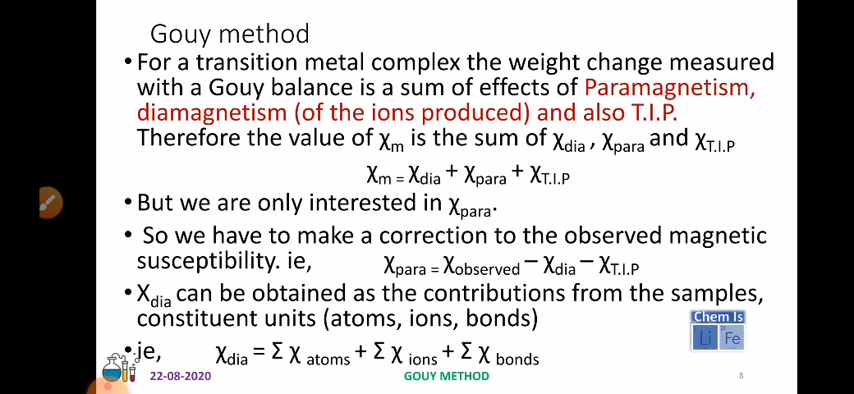 Gouy method
• For a transition metal complex the weight change measured
with a Gouy balance is a sum of effects of Paramagnetism,
diamagnetism (of the ions produced) and also T.I.P.
Therefore the value of χm is the sum of χdia , χpara and χT.I.P
χm = χdia + χpara + χT.I.P
• But we are only interested in χpara.
• So we have to make a correction to the observed magnetic
susceptibility. ie, χpara = χobserved − χdia − χT.I.P
• Xdia can be obtained as the contributions from the samples,
constituent units (atoms, ions, bonds)
• ie, χdia = Σ χ atoms + Σ χ ions + Σ χ bonds
Chem Is
Li Fe
22-08-2020 GOUY METHOD 8